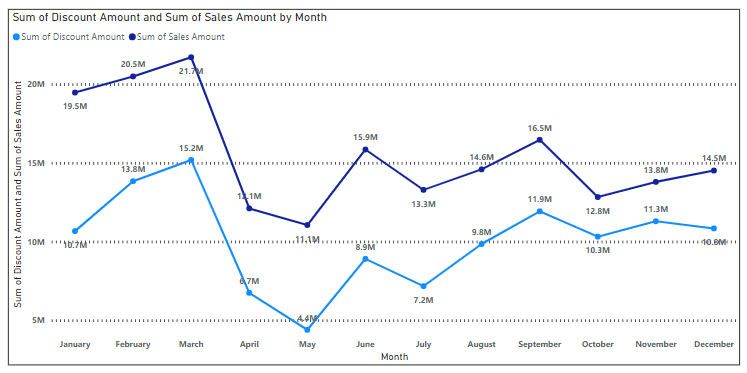 Sum of Discount Amount and Sum of Sales Amount by Month
Sum of Discount Amount Sum of Sales Amount
Sum of Discount Amount and Sum of Sales Amount
20M
15M
10M
5M
19.5M
20.5M
21.7M
12.1M
11.1M
15.9M
13.3M
14.6M
16.5M
12.8M
13.8M
14.5M
10.7M
13.8M
15.2M
6.7M
4.4M
8.9M
7.2M
9.8M
11.9M
10.3M
11.3M
10.8M
January February March April May June July August September October November December
Month